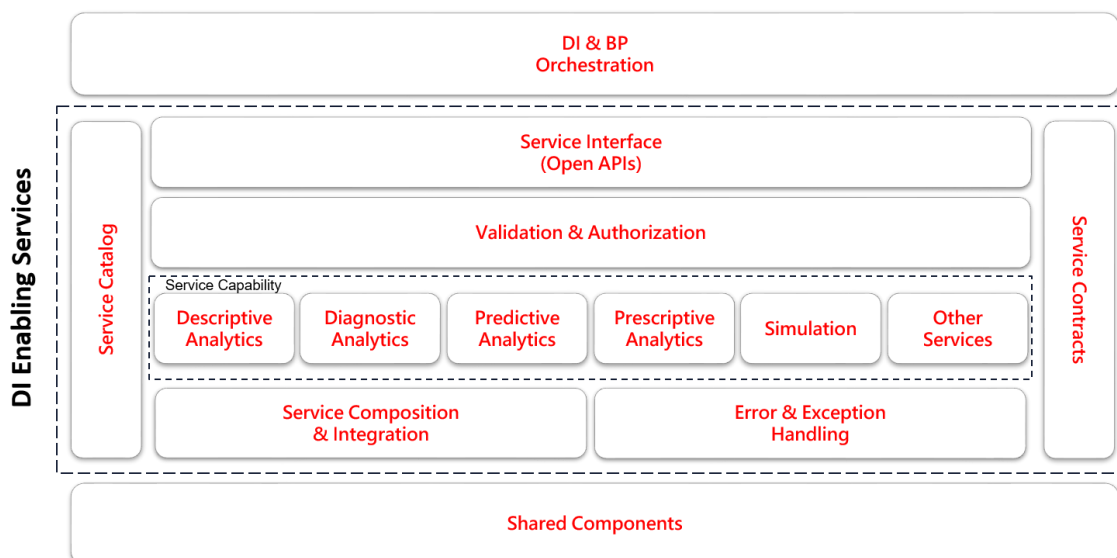 DI & BP
Orchestration
DI Enabling Services
Service Catalog
Service Interface
(Open APIs)
Validation & Authorization
Service Capability
Descriptive
Analytics
Diagnostic
Analytics
Predictive
Analytics
Prescriptive
Analytics
Simulation
Other
Services
Service Composition
& Integration
Error & Exception
Handling
Service Contracts
Shared Components